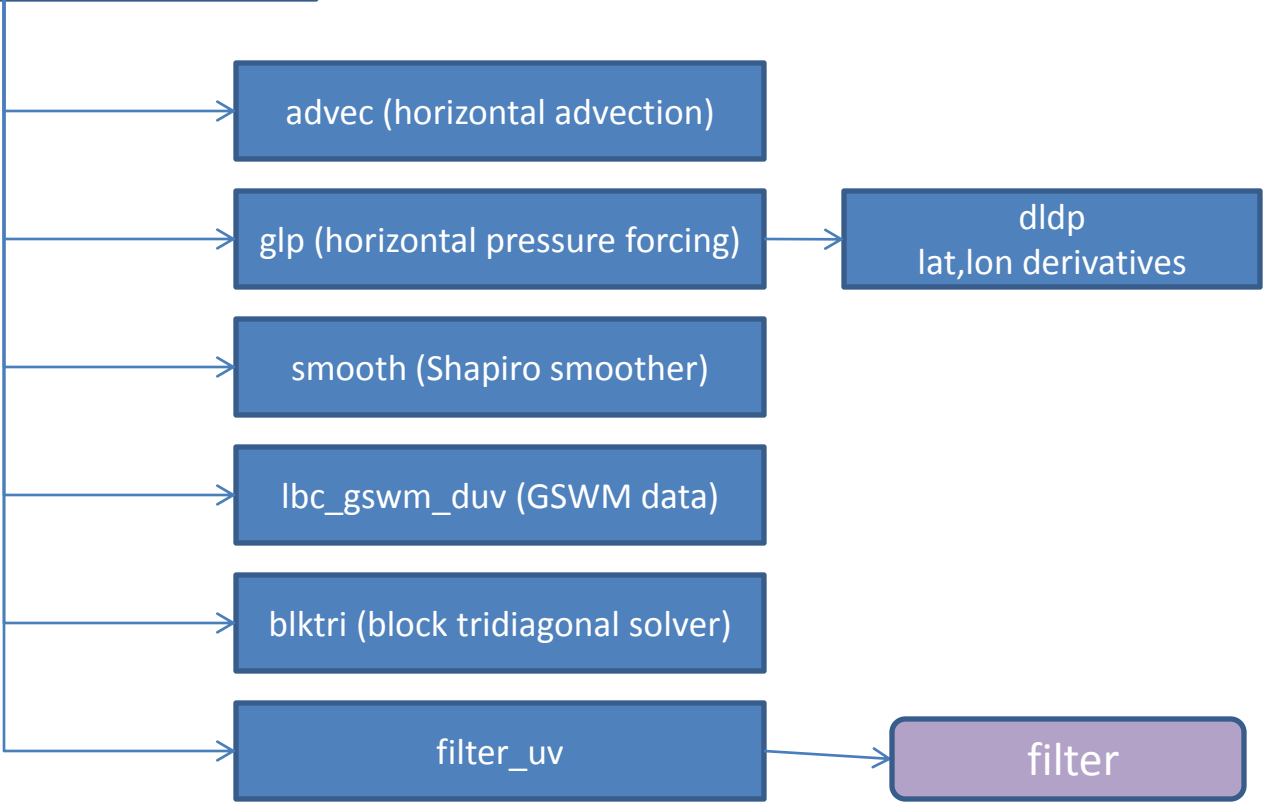 advec (horizontal advection)
glp (horizontal pressure forcing)
dldp
lat,lon derivatives
smooth (Shapiro smoother)
lbc_gswm_duv (GSWM data)
blktri (block tridiagonal solver)
filter_uv
filter